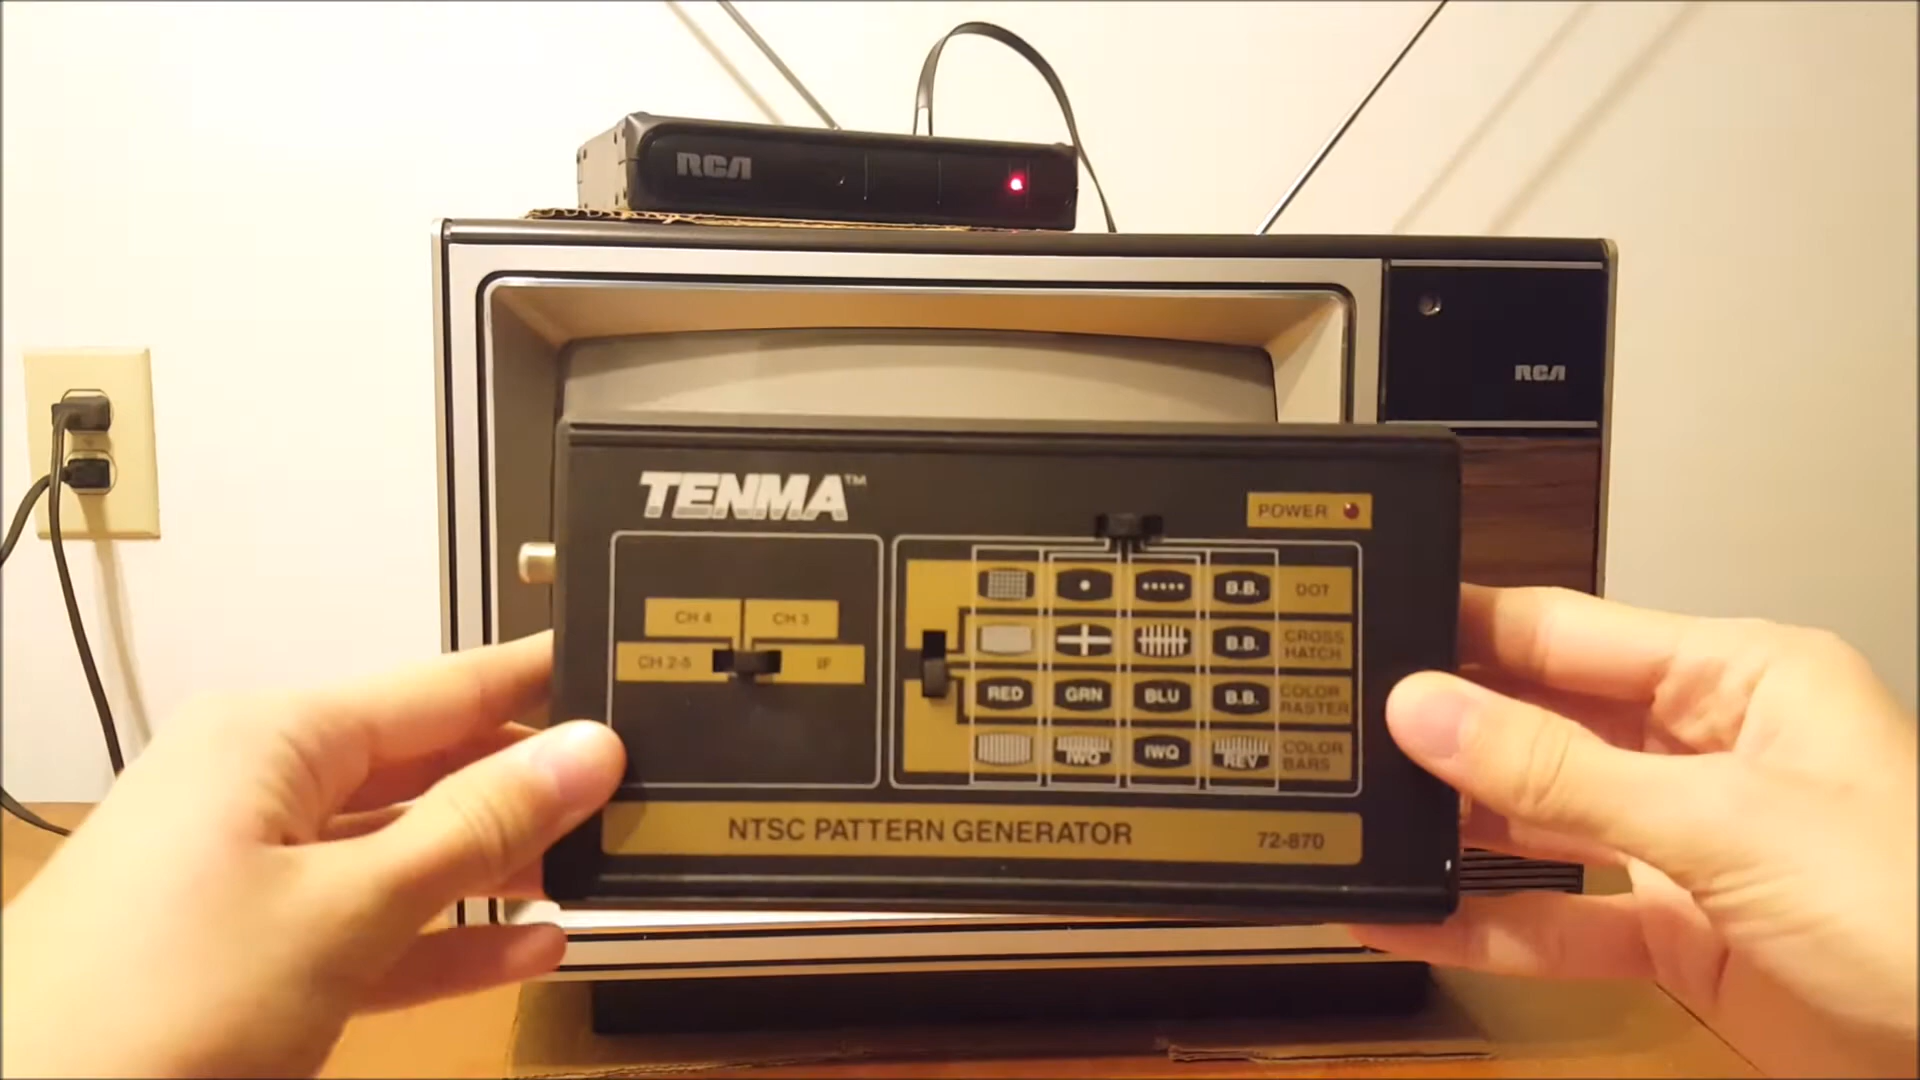 RCA
RCA
TENMA™
POWER
CH 4 CH 3
CH 2-5 IF
B.B. DOT
B.B. CROSS HATCH
RED GRN BLU B.B. COLOR RASTER
IWQ IWQ REV COLOR BARS
NTSC PATTERN GENERATOR 72-870